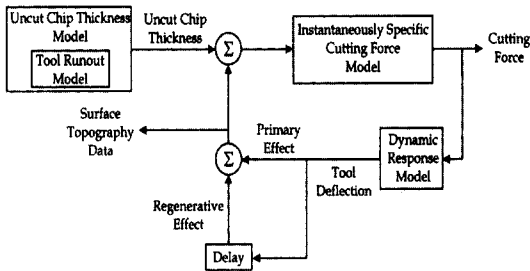 Uncut Chip Thickness
Model
Tool Runout
Model
Uncut Chip
Thickness
Σ
Instantaneously Specific
Cutting Force
Model
Cutting
Force
Surface
Topography
Data
Primary
Effect
Σ
Tool
Deflection
Dynamic
Response
Model
Regenerative
Effect
Delay